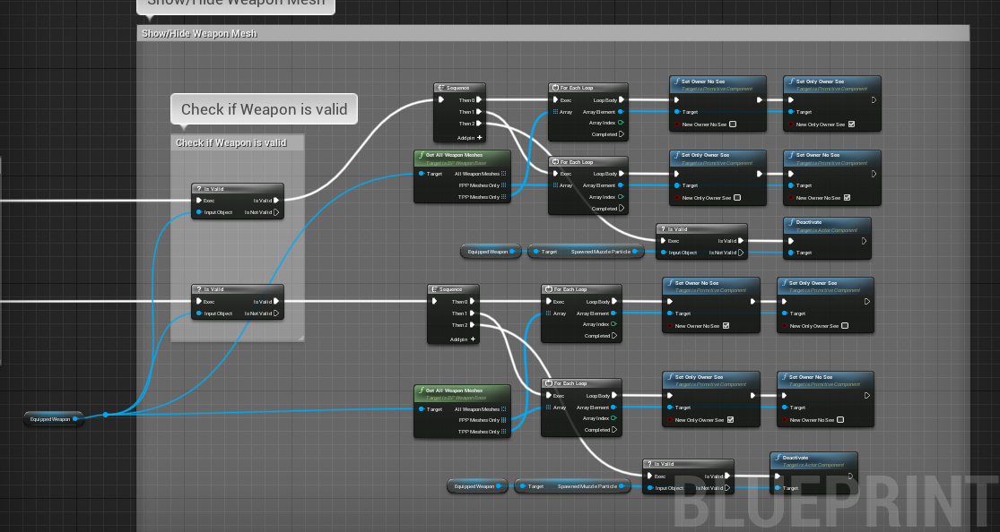 Show/Hide Weapon Mesh
Show/Hide Weapon Mesh
Check if Weapon is valid
Check if Weapon is valid
Is Valid
Exec
Is Valid
Input Object
Is Not Valid
Is Valid
Exec
Is Valid
Input Object
Is Not Valid
Equipped Weapon
Sequence
Then 0
Then 1
Then 2
Add pin +
For Each Loop
Exec
Loop Body
Array
Array Element
Array Index
Completed
Set Owner No See
Target is Primitive Component
Target
New Owner No See
Set Only Owner See
Target is Primitive Component
Target
New Only Owner See
Get All Weapon Meshes
Target is BP Weapon Base
Target
All Weapon Meshes
FPP Meshes Only
TPP Meshes Only
For Each Loop
Exec
Loop Body
Array
Array Element
Array Index
Completed
Set Only Owner See
Target is Primitive Component
Target
New Only Owner See
Set Owner No See
Target is Primitive Component
Target
New Owner No See
Equipped Weapon
Target
Spawned Muzzle Particle
Is Valid
Exec
Is Valid
Input Object
Is Not Valid
Deactivate
Target is Actor Component
Target
Sequence
Then 0
Then 1
Then 2
Add pin +
For Each Loop
Exec
Loop Body
Array
Array Element
Array Index
Completed
Set Owner No See
Target is Primitive Component
Target
New Owner No See
Set Only Owner See
Target is Primitive Component
Target
New Only Owner See
Get All Weapon Meshes
Target is BP Weapon Base
Target
All Weapon Meshes
FPP Meshes Only
TPP Meshes Only
For Each Loop
Exec
Loop Body
Array
Array Element
Array Index
Completed
Set Only Owner See
Target is Primitive Component
Target
New Only Owner See
Set Owner No See
Target is Primitive Component
Target
New Owner No See
Equipped Weapon
Target
Spawned Muzzle Particle
Is Valid
Exec
Is Valid
Input Object
Is Not Valid
Deactivate
Target is Actor Component
Target
BLUEPRINT